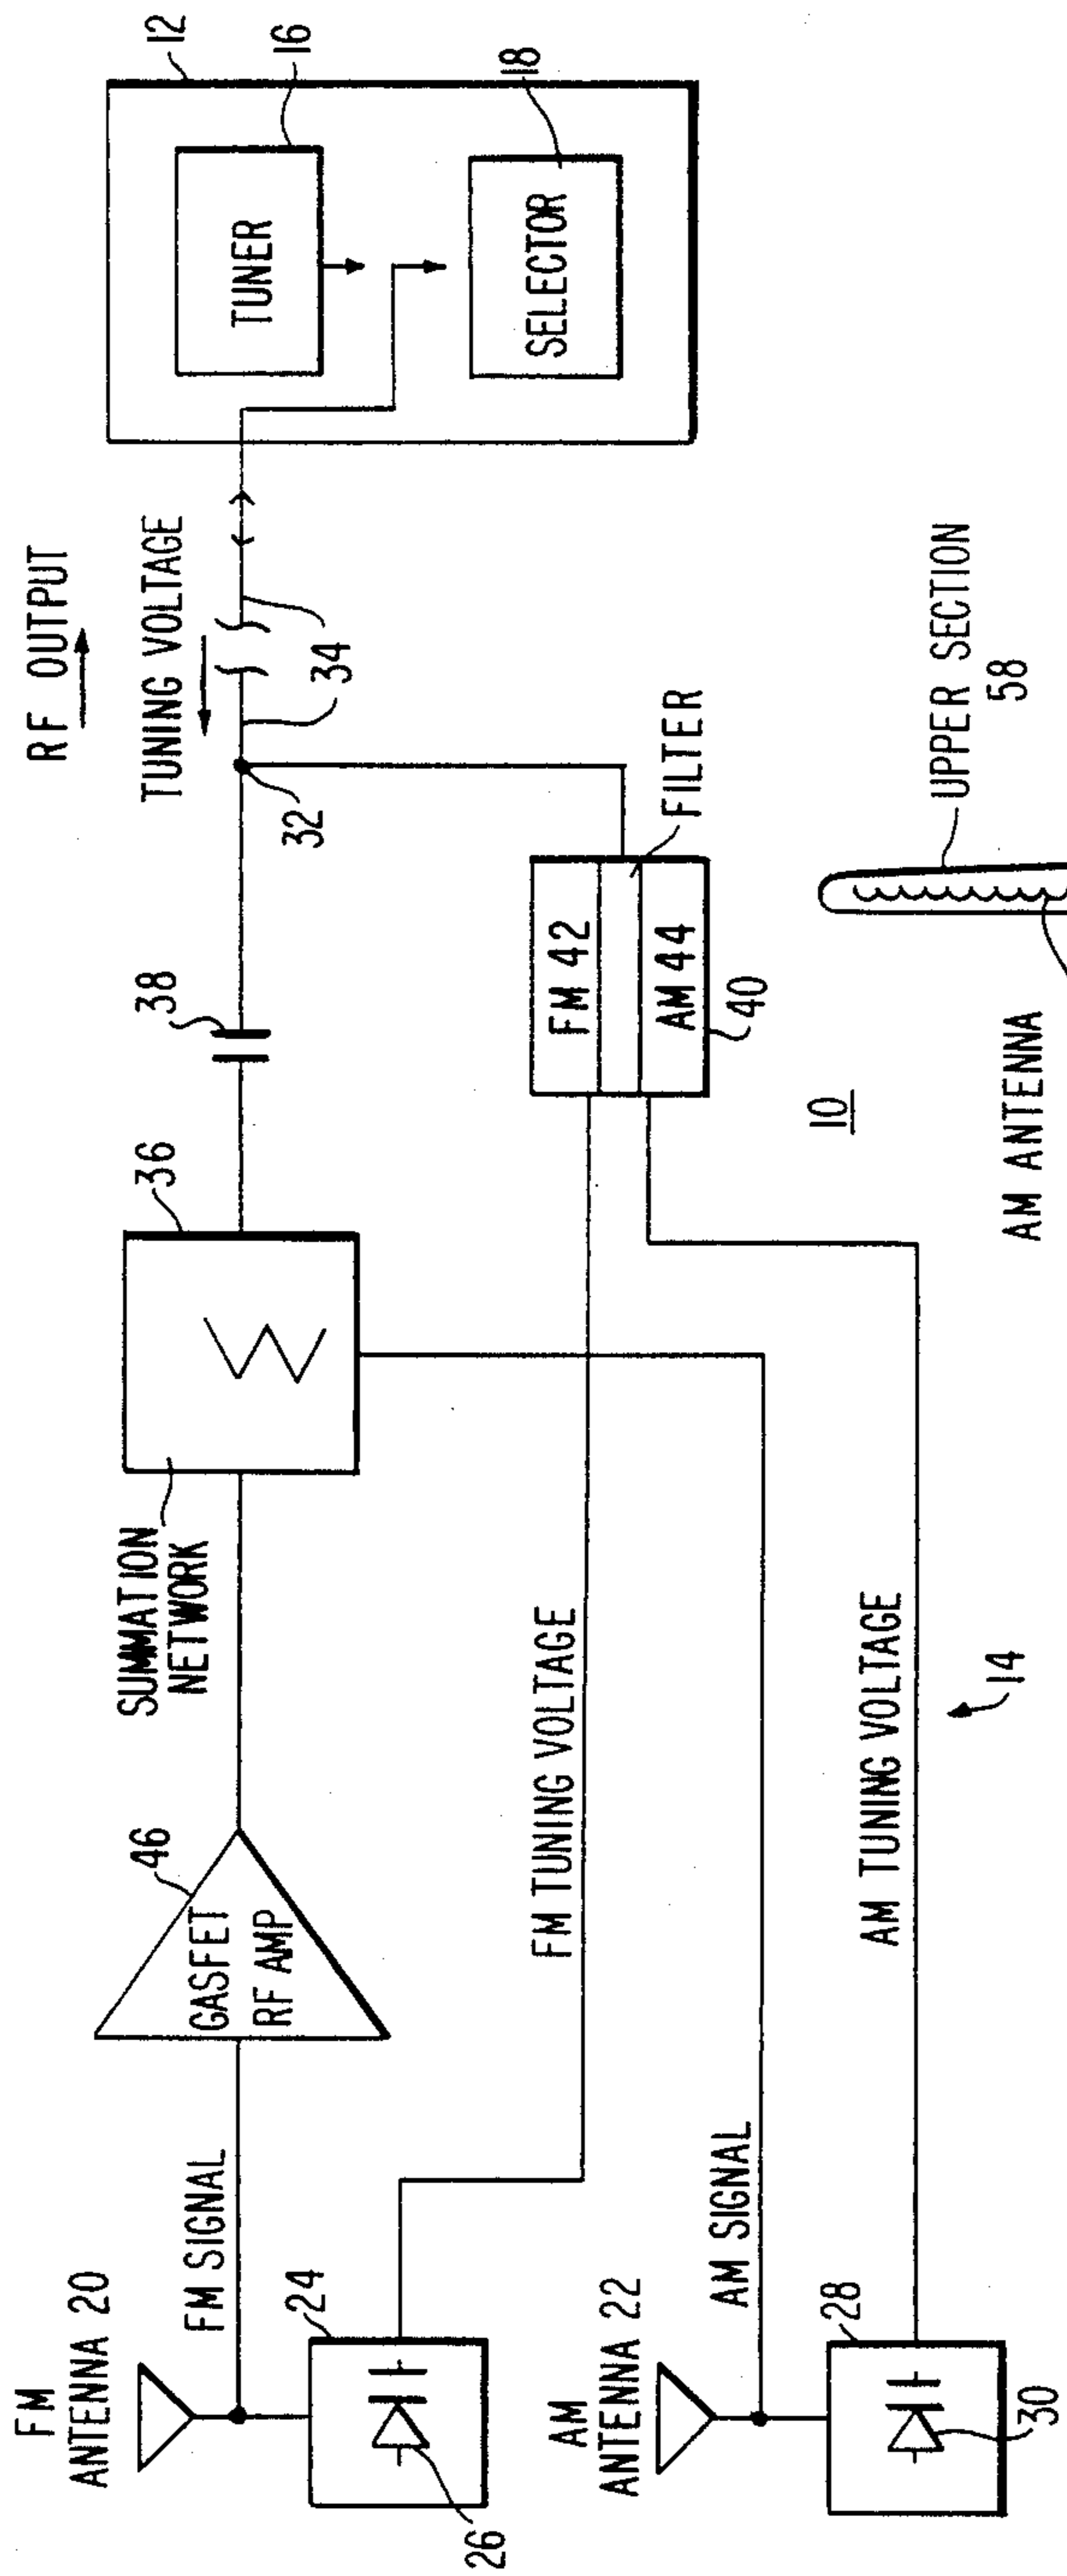 FM
ANTENNA 20
FM SIGNAL
24
26
GASFET
RF AMP
46
SUMMATION
NETWORK
36
38
RF OUTPUT
TUNING VOLTAGE
32
34
12
TUNER
16
SELECTOR
18
FM TUNING VOLTAGE
FM 42
FILTER
AM 44
40
AM
ANTENNA 22
AM SIGNAL
28
30
AM TUNING VOLTAGE
14
10
UPPER SECTION
58
AM ANTENNA